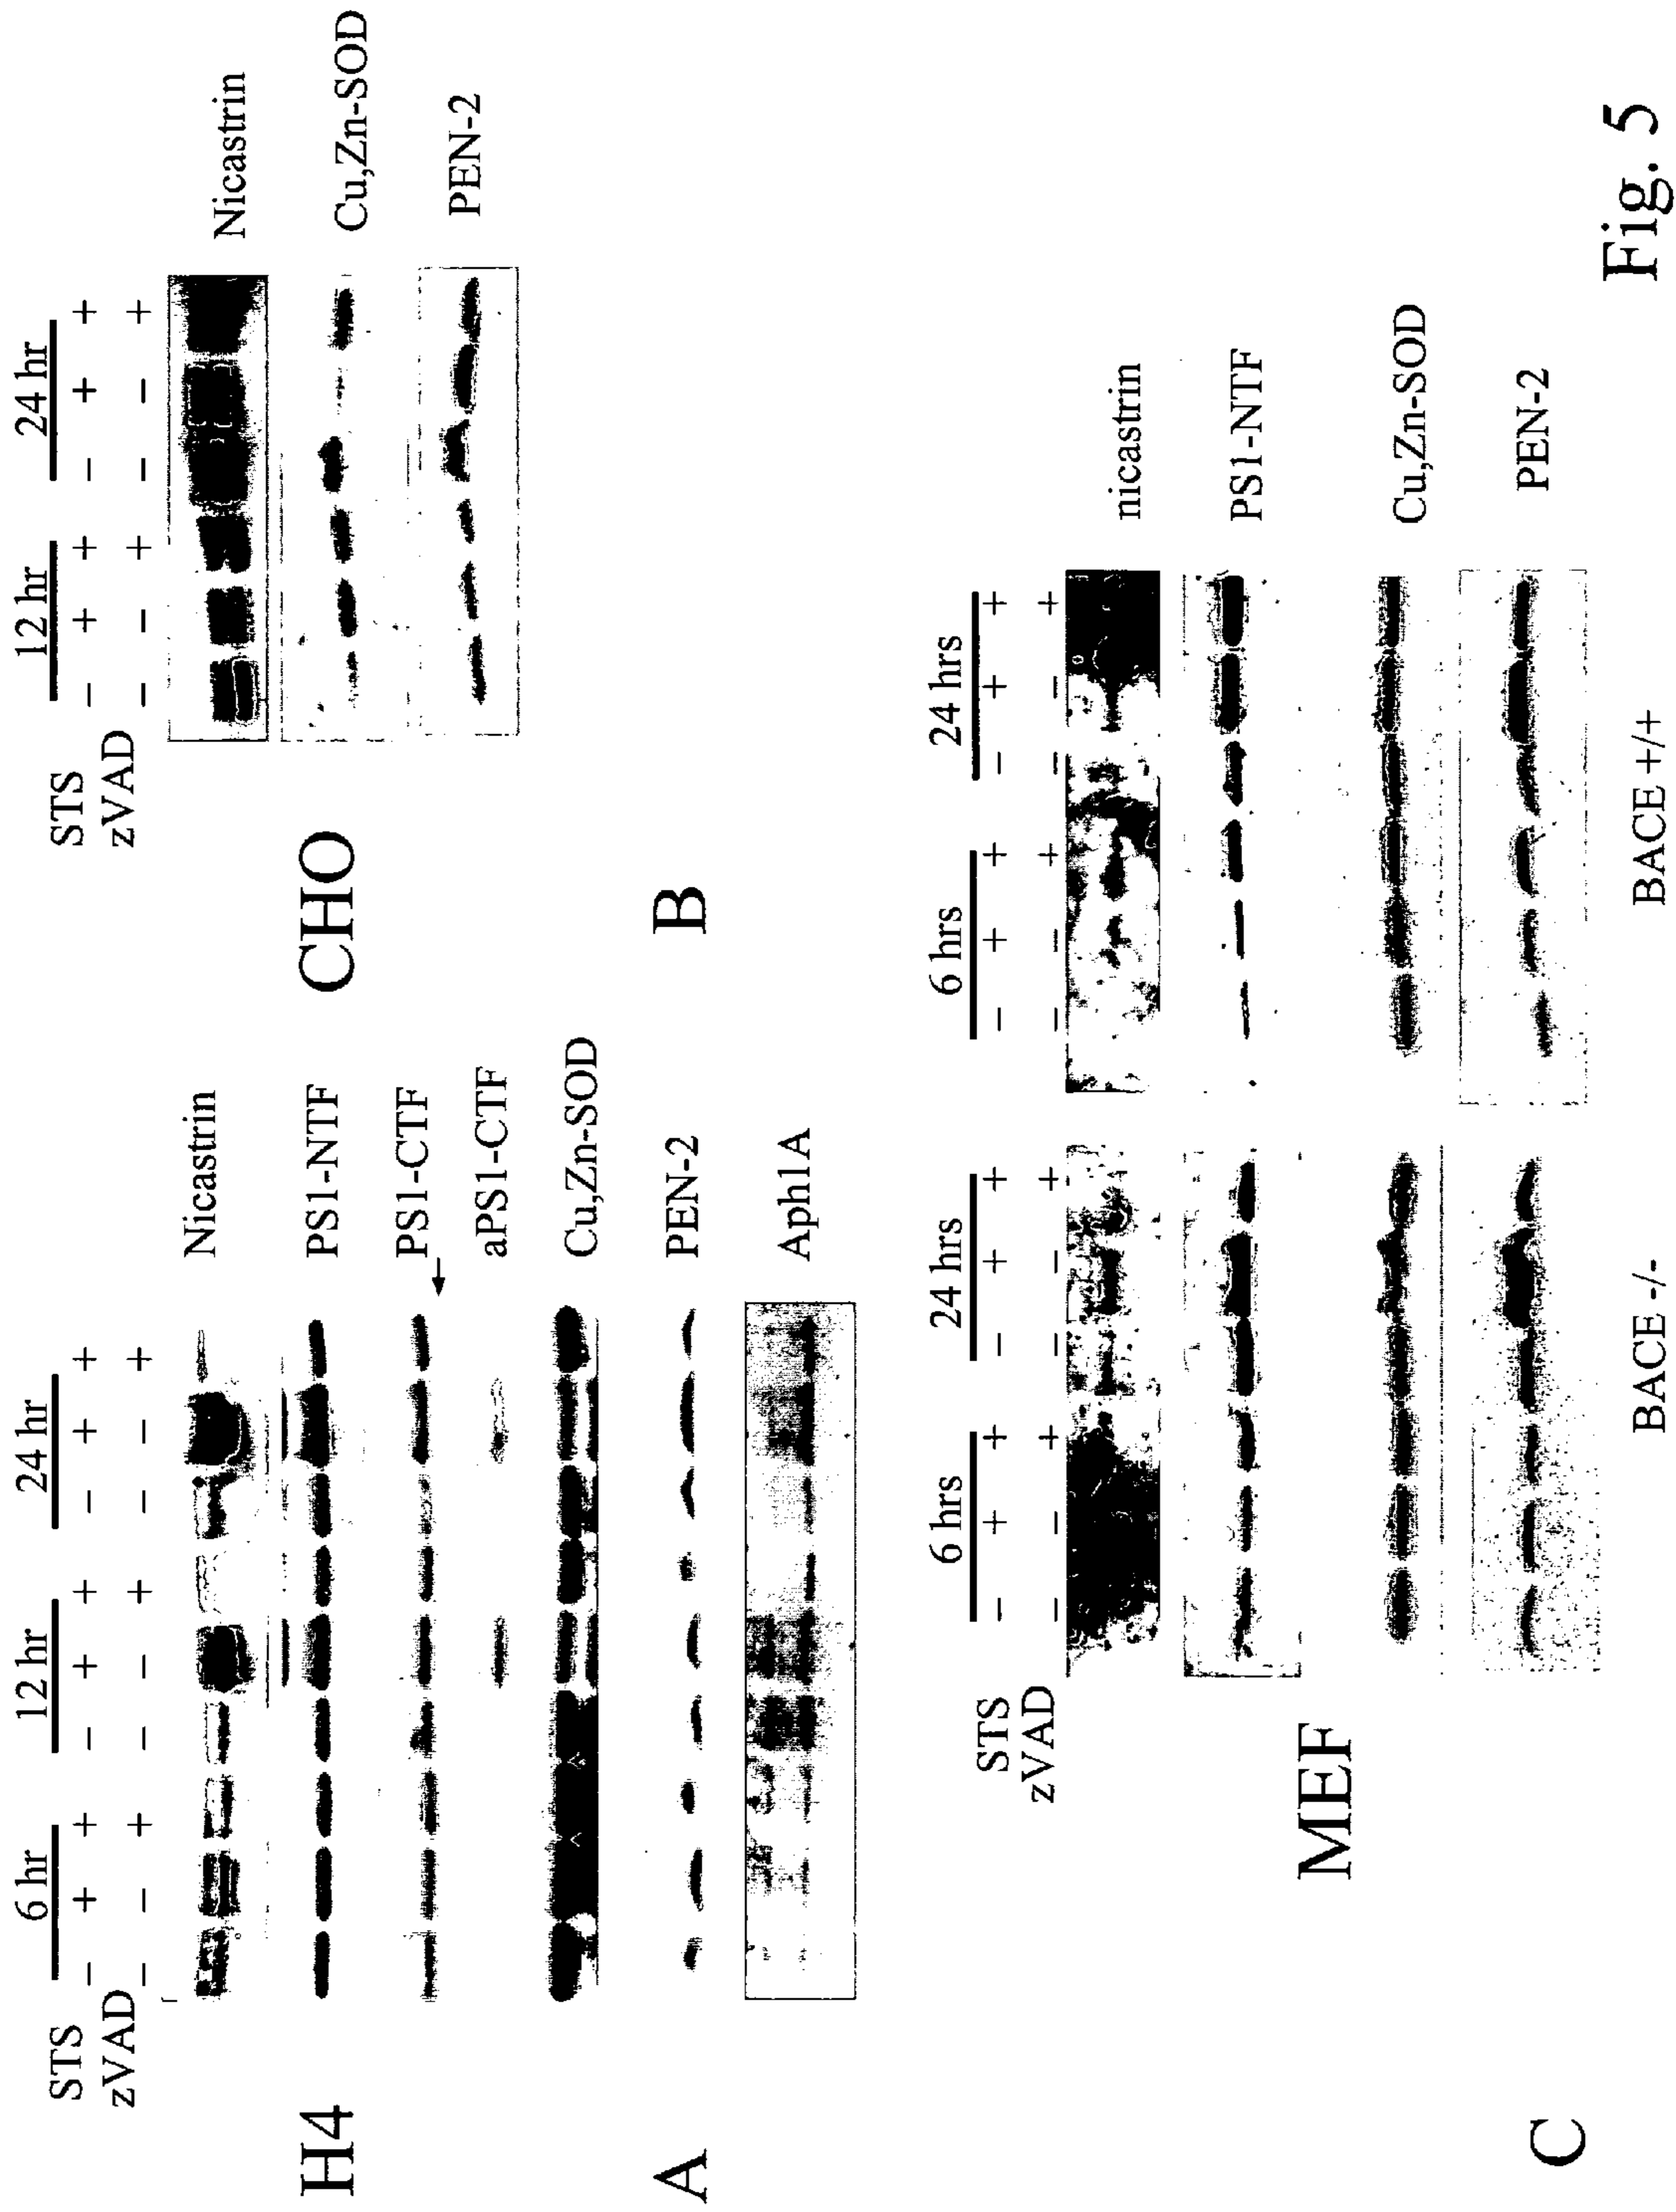 6 hr 12 hr 24 hr
STS − + + − + + − + +
zVAD − − + − − + − − +
Nicastrin
PS1-NTF
PS1-CTF
aPS1-CTF
Cu,Zn-SOD
PEN-2
Aph1A
H4
A
12 hr 24 hr
STS − + + − + +
zVAD − − + − − +
Nicastrin
Cu,Zn-SOD
PEN-2
CHO
B
6 hrs 24 hrs 6 hrs 24 hrs
STS − + + − + + − + + − + +
zVAD − − + − − + − − + − − +
nicastrin
PS1-NTF
Cu,Zn-SOD
PEN-2
MEF
BACE -/- BACE +/+
C
Fig. 5